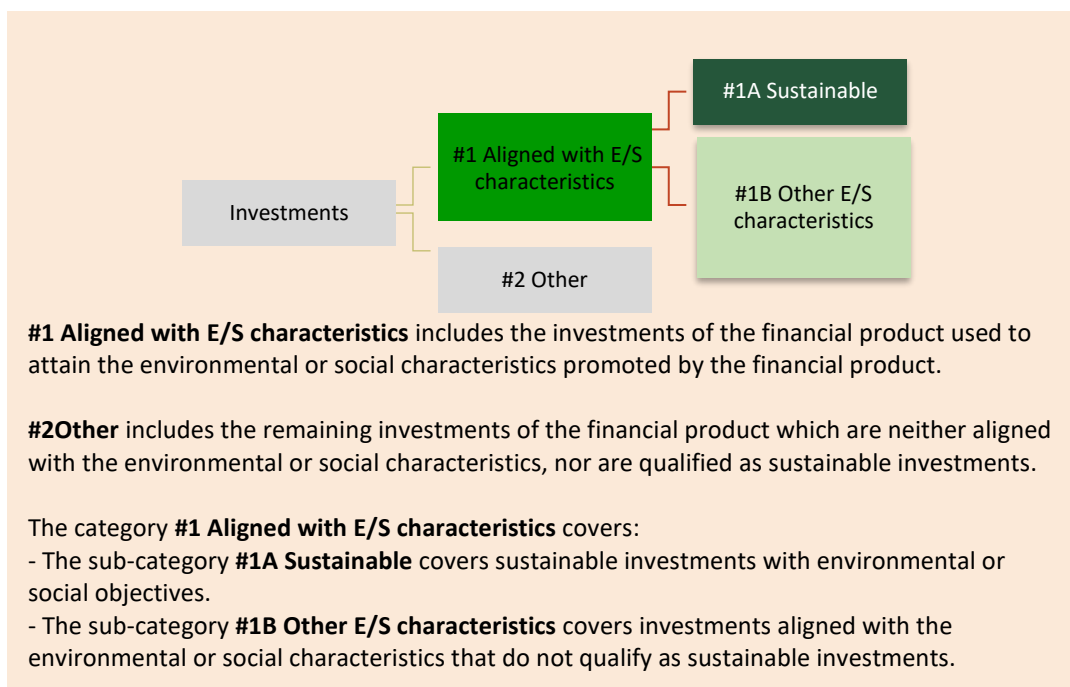 #1A Sustainable
#1 Aligned with E/S
characteristics
#1B Other E/S
characteristics
Investments
#2 Other
#1 Aligned with E/S characteristics includes the investments of the financial product used to
attain the environmental or social characteristics promoted by the financial product.
#2Other includes the remaining investments of the financial product which are neither aligned
with the environmental or social characteristics, nor are qualified as sustainable investments.
The category #1 Aligned with E/S characteristics covers:
- The sub-category #1A Sustainable covers sustainable investments with environmental or
social objectives.
- The sub-category #1B Other E/S characteristics covers investments aligned with the
environmental or social characteristics that do not qualify as sustainable investments.